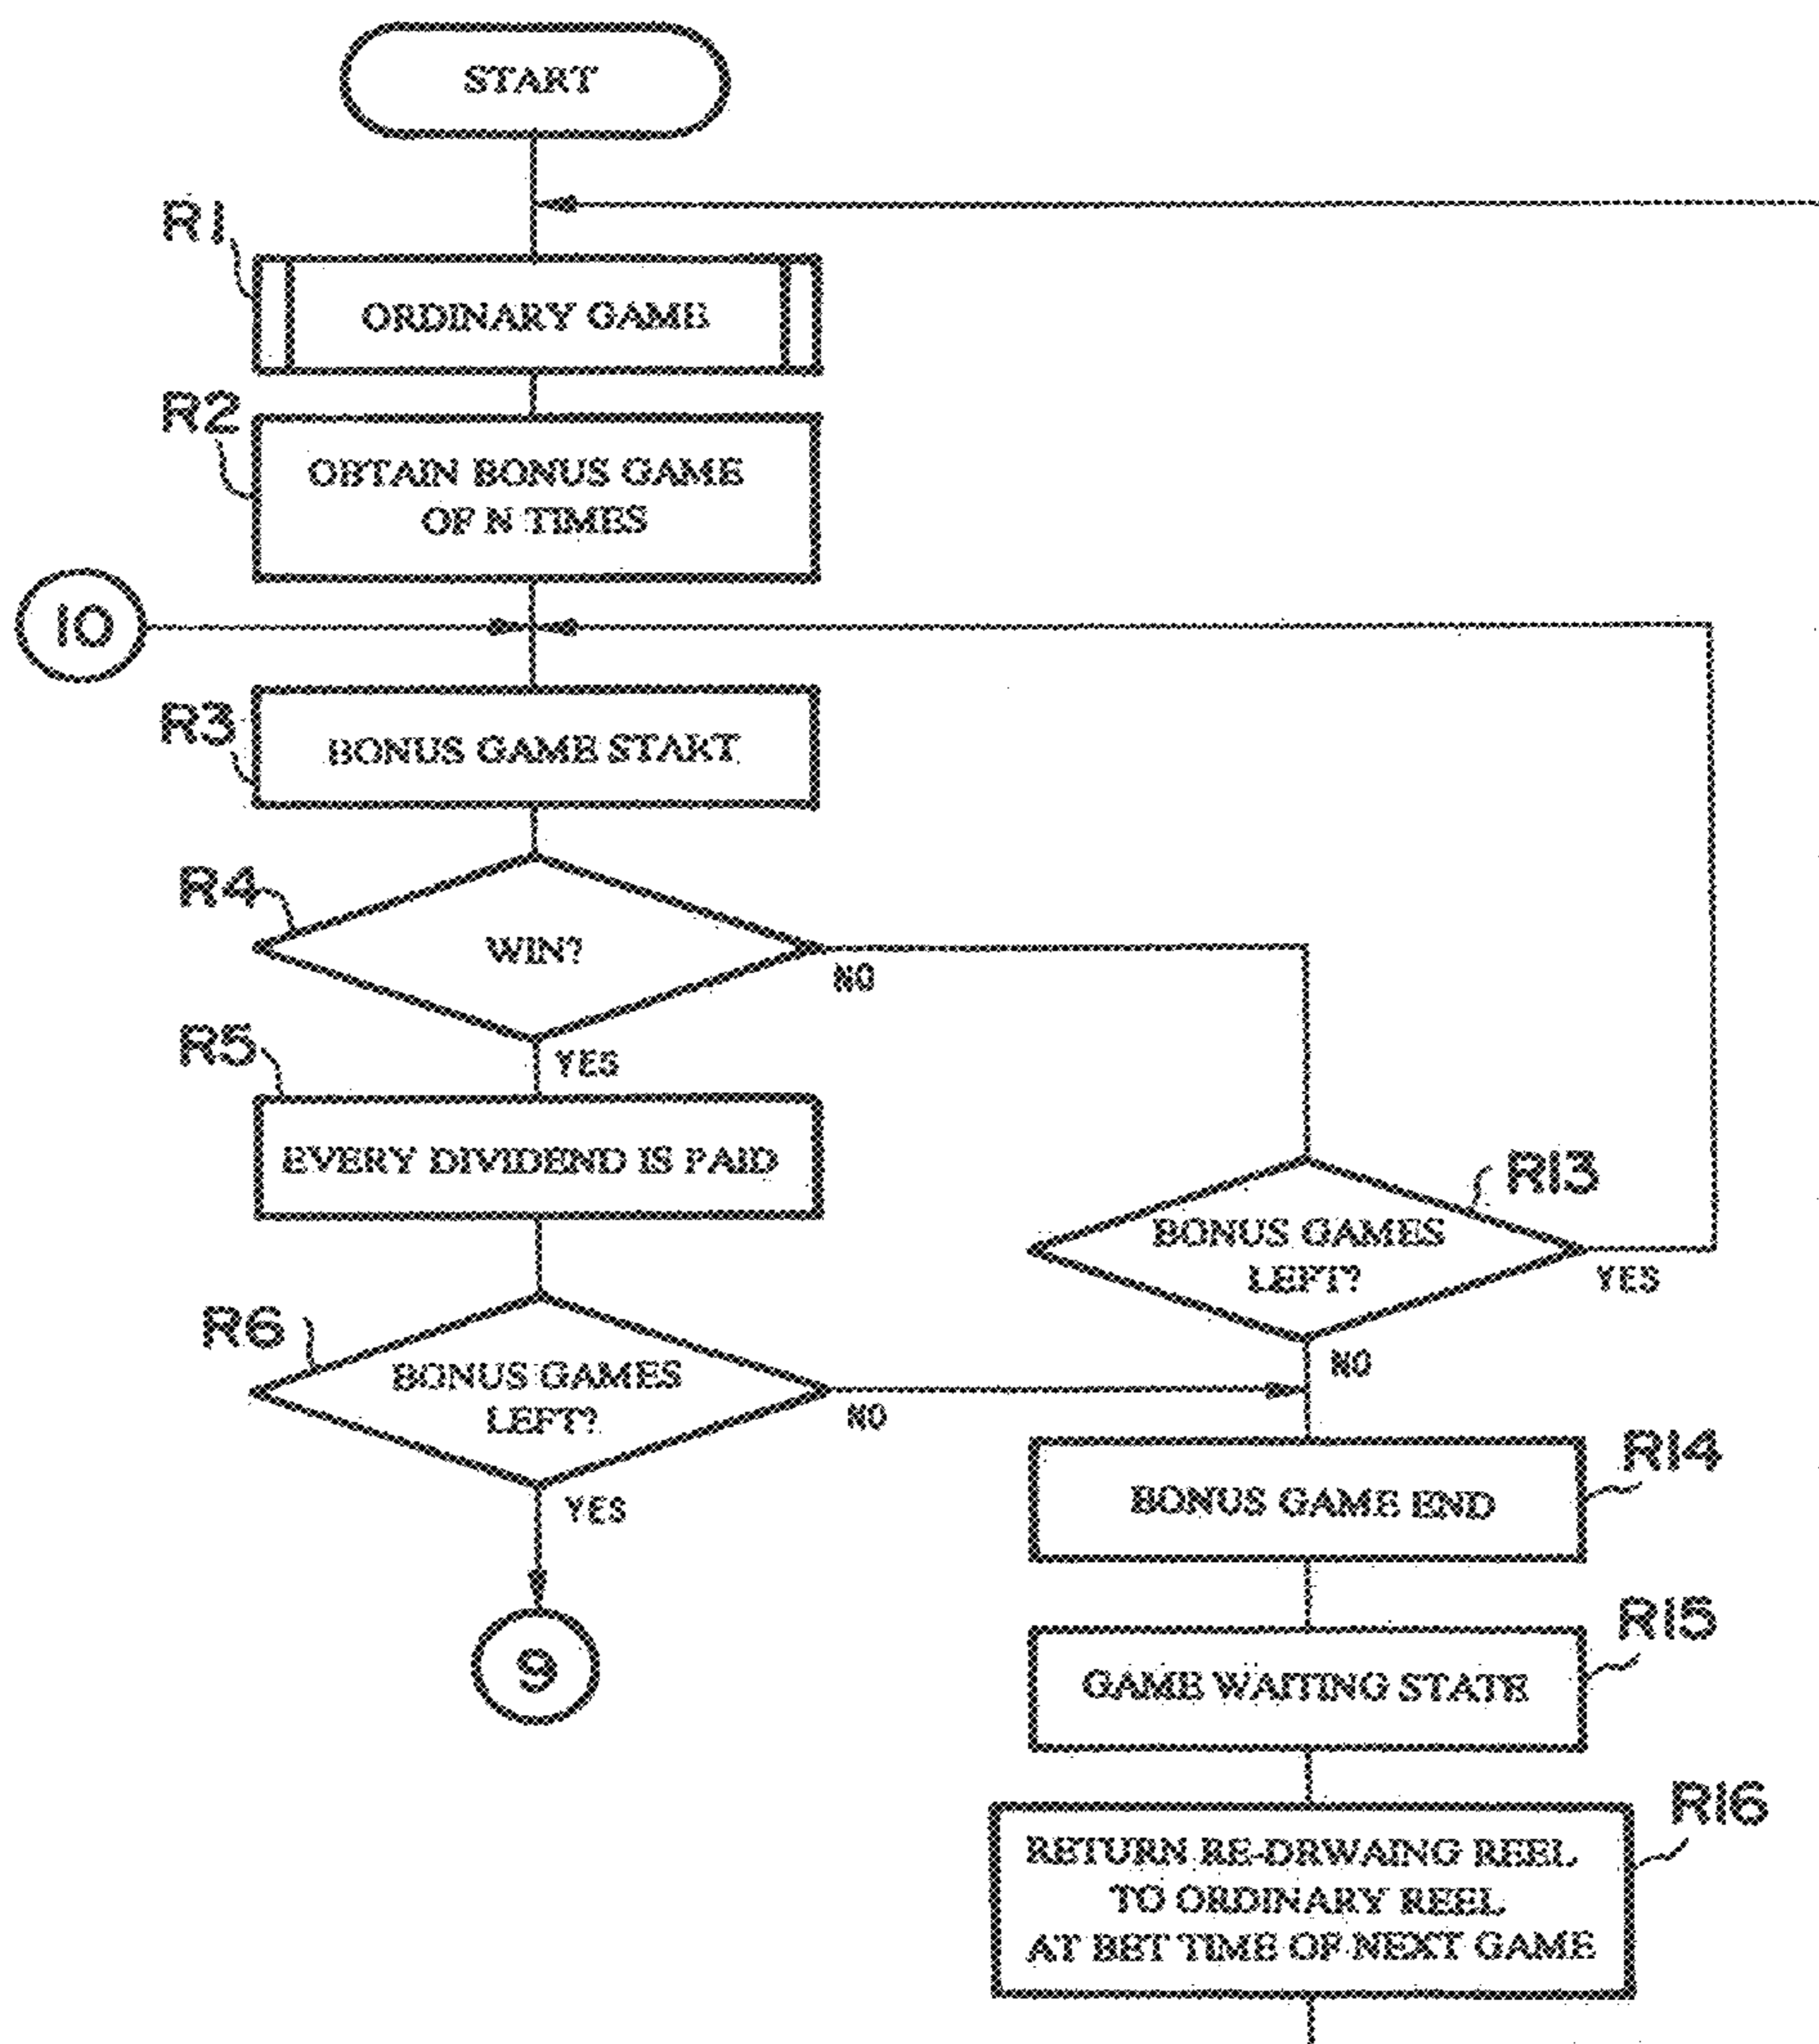 START
R1
ORDINARY GAME
R2
OBTAIN BONUS GAME
OF N TIMES
10
R3
BONUS GAME START
R4
WIN?
NO
YES
R5
EVERY DIVIDEND IS PAID
R13
BONUS GAMES
LEFT?
YES
NO
R6
BONUS GAMES
LEFT?
NO
YES
R14
BONUS GAME END
9
R15
GAME WAITING STATE
R16
RETURN RE-DRWAING REEL
TO ORDINARY REEL
AT BET TIME OF NEXT GAME